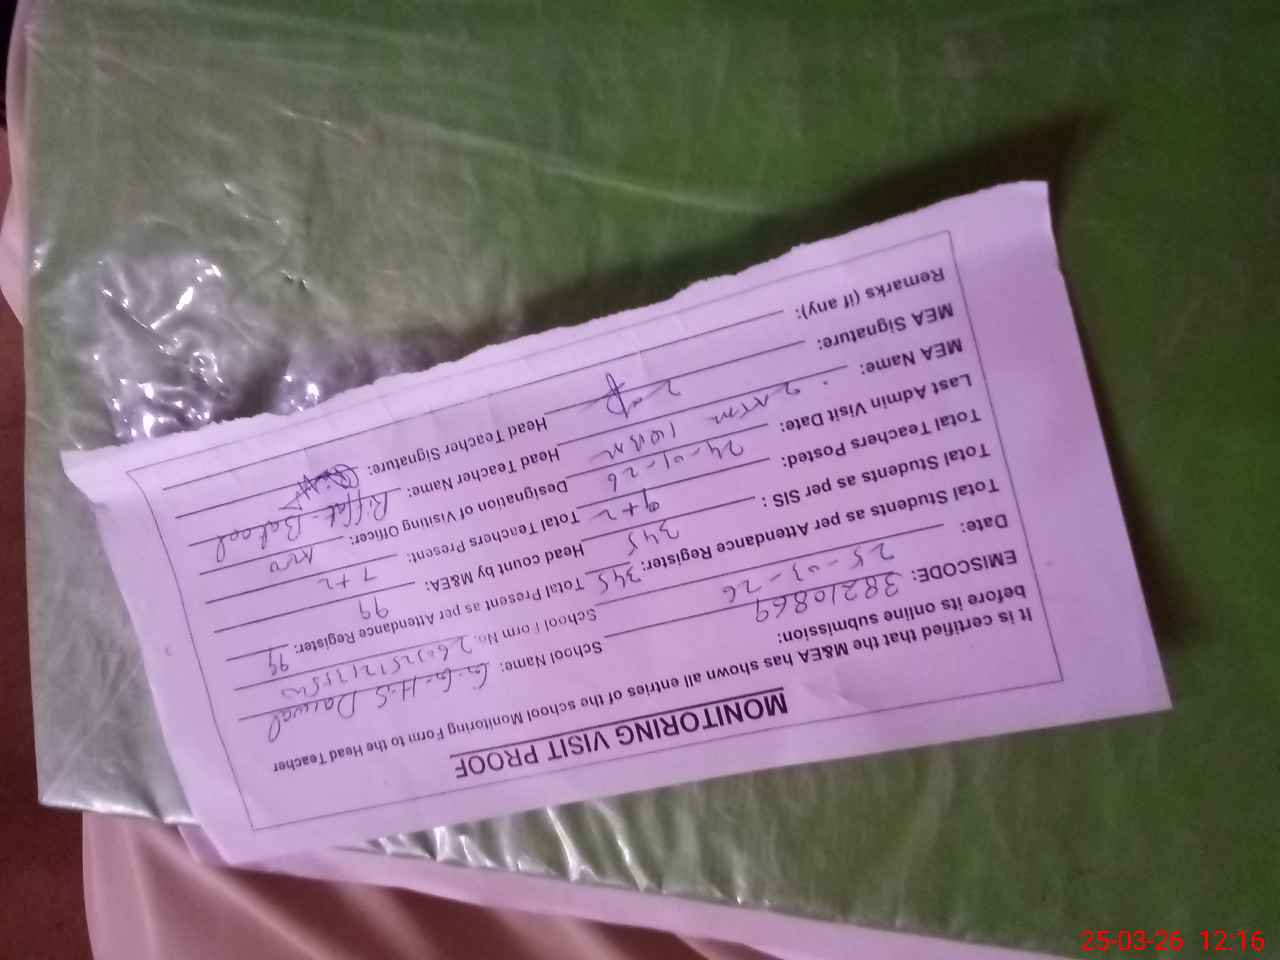 MONITORING VISIT PROOF
It is certified that the M&EA has shown all entries of the school Monitoring Form to the Head Teacher
before its online submission:
EMISCODE: 38210869 School Name: G.G.H.S Darwal
Date: 25-03-26 School Form No.
Total Students as per Attendance Register: 345 Total Present as per Attendance Register: 99
Total Students as per SIS : 345 Head count by M&EA: 99
Total Teachers Posted: 9+2 Total Teachers Present: 7+2
Last Admin Visit Date: 24-01-26 Designation of Visiting Officer:
MEA Name: Head Teacher Name: Riffat Batool
MEA Signature: Head Teacher Signature:
Remarks (if any):
25-03-26 12:16